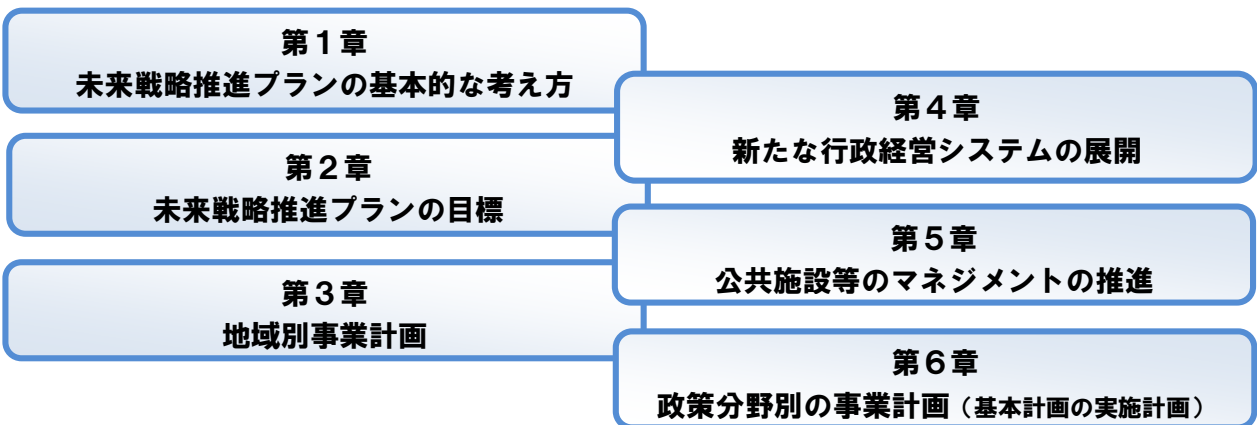 第１章
未来戦略推進プランの基本的な考え方
第２章
未来戦略推進プランの目標
第３章
地域別事業計画
第４章
新たな行政経営システムの展開
第５章
公共施設等のマネジメントの推進
第６章
政策分野別の事業計画（基本計画の実施計画）